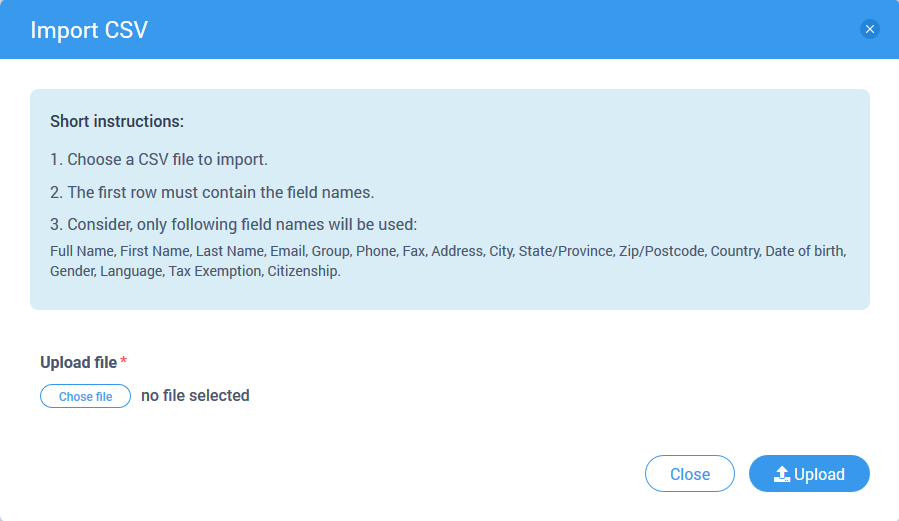 Import CSV
Short instructions:
1. Choose a CSV file to import.
2. The first row must contain the field names.
3. Consider, only following field names will be used:
Full Name, First Name, Last Name, Email, Group, Phone, Fax, Address, City, State/Province, Zip/Postcode, Country, Date of birth,
Gender, Language, Tax Exemption, Citizenship.
Upload file *
Chose file no file selected
Close Upload